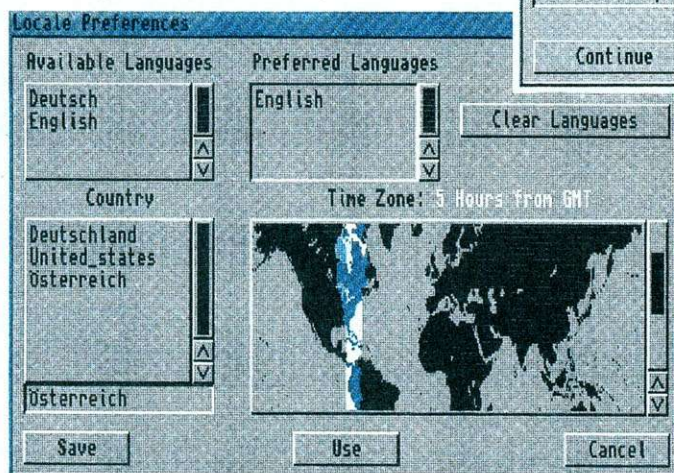 Locale Preferences
Continue
Available Languages
Preferred Languages
Deutsch
English
English
Clear Languages
Country
Time Zone: 5 Hours from GMT
Deutschland
United_states
österreich
österreich
Save
Use
Cancel